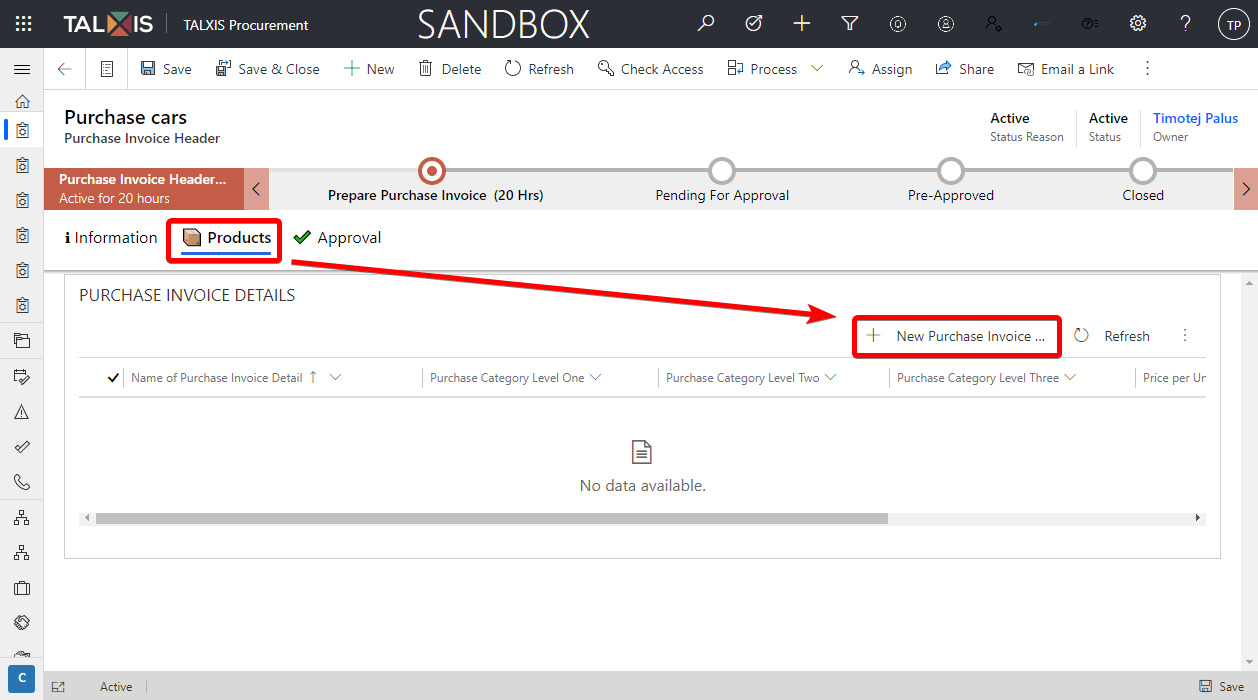 TALXIS TALXIS Procurement SANDBOX ? TP
Save Save & Close New Delete Refresh Check Access Process Assign Share Email a Link
Purchase cars
Purchase Invoice Header
Active
Status Reason
Active
Status
Timotej Palus
Owner
Purchase Invoice Header...
Active for 20 hours
Prepare Purchase Invoice (20 Hrs)
Pending For Approval
Pre-Approved
Closed
Information Products Approval
PURCHASE INVOICE DETAILS
New Purchase Invoice ... Refresh
Name of Purchase Invoice Detail Purchase Category Level One Purchase Category Level Two Purchase Category Level Three Price per Un
No data available.
C
Active Save